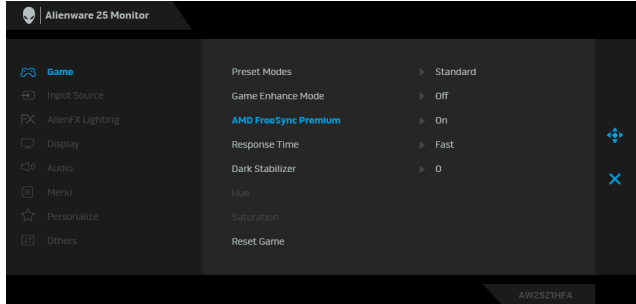 Alienware 25 Monitor
Game
Input Source
AlienFX Lighting
Display
Audio
Menu
Personalize
Others
Preset Modes Standard
Game Enhance Mode Off
AMD FreeSync Premium On
Response Time Fast
Dark Stabilizer 0
Hue
Saturation
Reset Game
AW2521HFA